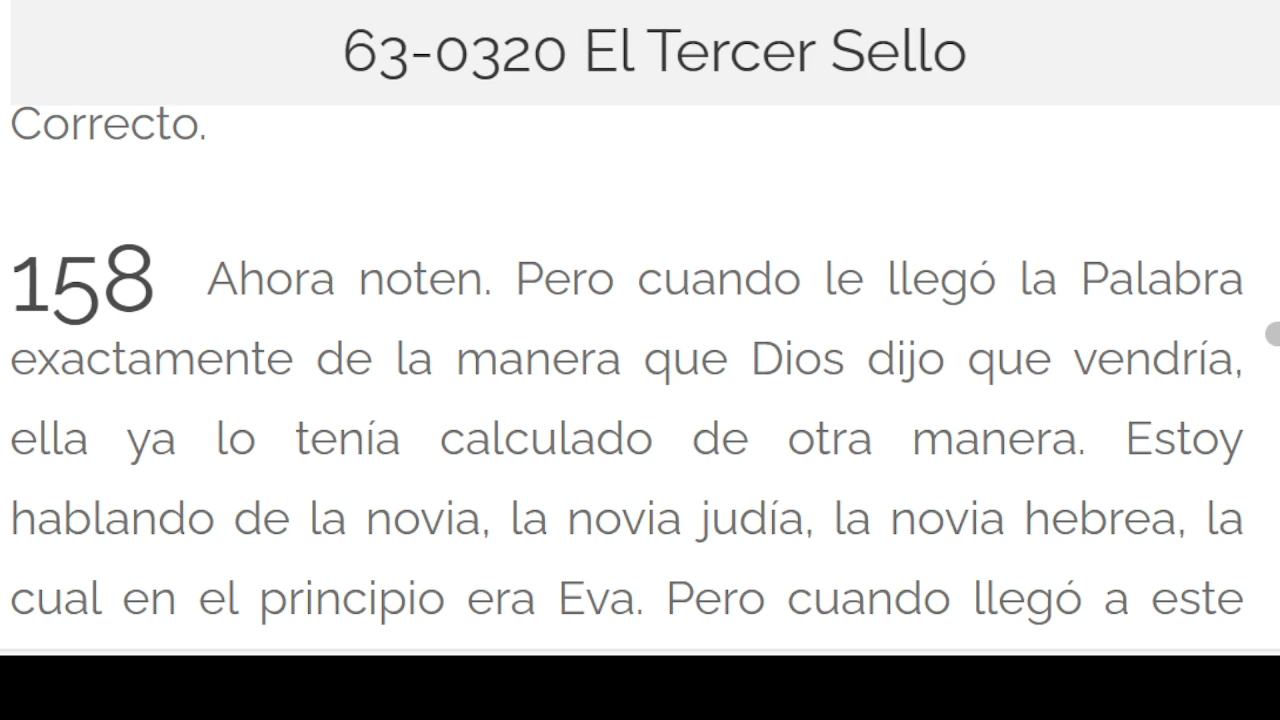 63-0320 El Tercer Sello
Correcto.
158 Ahora noten. Pero cuando le llegó la Palabra
exactamente de la manera que Dios dijo que vendría,
ella ya lo tenía calculado de otra manera. Estoy
hablando de la novia, la novia judía, la novia hebrea, la
cual en el principio era Eva. Pero cuando llegó a este